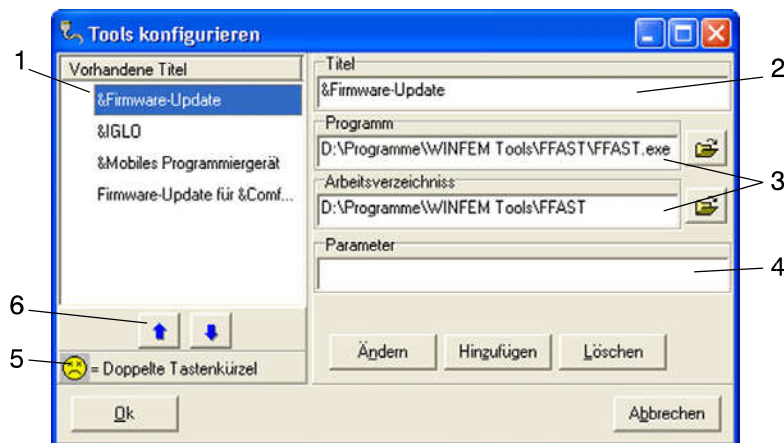 Tools konfigurieren
1
Vorhandene Titel
&Firmware-Update
&IGLO
&Mobiles Programmiergerät
Firmware-Update für &Comf...
6
5
= Doppelte Tastenkürzel
Titel
2
&Firmware-Update
Programm
D:\Programme\WINFEM Tools\FFAST\FFAST.exe
3
Arbeitsverzeichniss
D:\Programme\WINFEM Tools\FFAST
Parameter
4
Ändern Hinzufügen Löschen
Ok Abbrechen